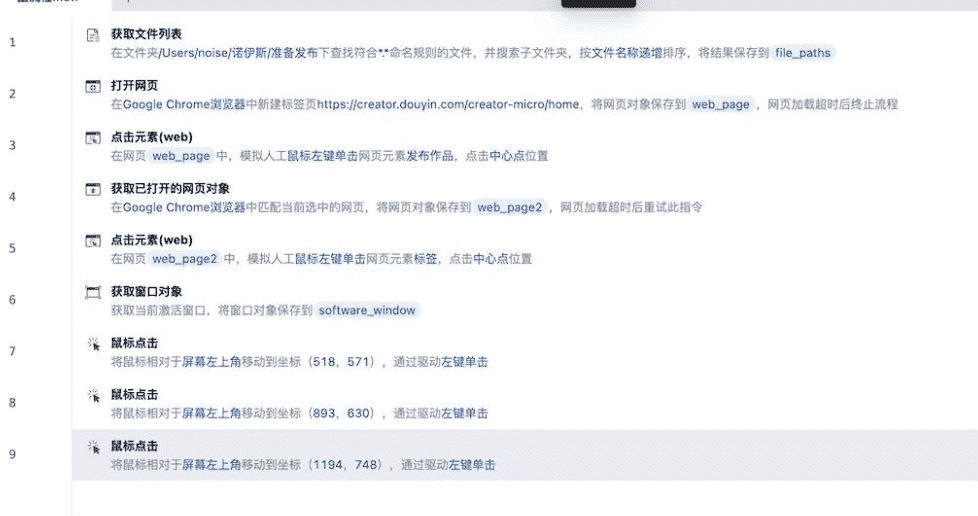 1
获取文件列表
在文件夹/Users/noise/诺伊斯/准备发布下查找符合*.*命名规则的文件，并搜索子文件夹，按文件名称递增排序，将结果保存到 file_paths
2
打开网页
在Google Chrome浏览器中新建标签页https://creator.douyin.com/creator-micro/home，将网页对象保存到 web_page ，网页加载超时后终止流程
3
点击元素(web)
在网页 web_page 中，模拟人工鼠标左键单击网页元素发布作品，点击中心点位置
4
获取已打开的网页对象
在Google Chrome浏览器中匹配当前选中的网页，将网页对象保存到 web_page2 ，网页加载超时后重试此指令
5
点击元素(web)
在网页 web_page2 中，模拟人工鼠标左键单击网页元素标签，点击中心点位置
6
获取窗口对象
获取当前激活窗口，将窗口对象保存到 software_window
7
鼠标点击
将鼠标相对于屏幕左上角移动到坐标（518，571），通过驱动左键单击
8
鼠标点击
将鼠标相对于屏幕左上角移动到坐标（893，630），通过驱动左键单击
9
鼠标点击
将鼠标相对于屏幕左上角移动到坐标（1194，748），通过驱动左键单击